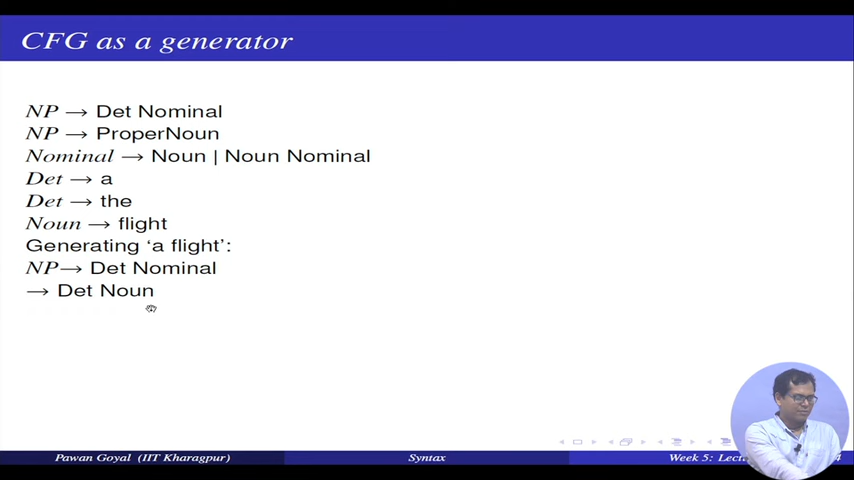 CFG as a generator
NP → Det Nominal
NP → ProperNoun
Nominal → Noun | Noun Nominal
Det → a
Det → the
Noun → flight
Generating ‘a flight’:
NP→ Det Nominal
→ Det Noun
Pawan Goyal (IIT Kharagpur) Syntax Week 5: